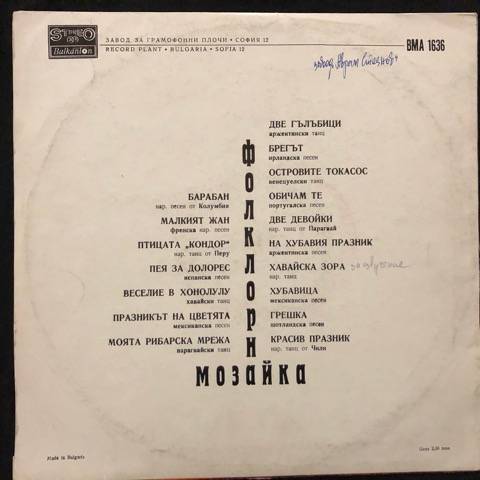 STEREO
Balkanton
ЗАВОД ЗА ГРАМОФОННИ ПЛОЧИ • СОФИЯ 12
RECORD PLANT • BULGARIA • SOFIA 12
ВМА 1636
завод
ФОЛКЛОРНА
МОЗАЙКА
БАРАБАН
нар. песен от Колумбия
МАЛКИЯТ ЖАН
френска нар. песен
ПТИЦАТА „КОНДОР“
нар. танц от Перу
ПЕЯ ЗА ДОЛОРЕС
испанска песен
ВЕСЕЛИЕ В ХОНОЛУЛУ
хавайски танц
ПРАЗНИКЪТ НА ЦВЕТЯТА
мексиканска песен
МОЯТА РИБАРСКА МРЕЖА
парагвайски танц
ДВЕ ГЪЛЪБИЦИ
аржентински танц
БРЕГЪТ
ирландска песен
ОСТРОВИТЕ ТОКАСОС
венецуелски танц
ОБИЧАМ ТЕ
португалска песен
ДВЕ ДЕВОЙКИ
нар. танц от Парагвай
НА ХУБАВИЯ ПРАЗНИК
аржентинска песен
ХАВАЙСКА ЗОРА
нар. танц
ХУБАВИЦА
мексиканска песен
ГРЕШКА
шотландска песен
КРАСИВ ПРАЗНИК
нар. танц от Чили
Made in Bulgaria